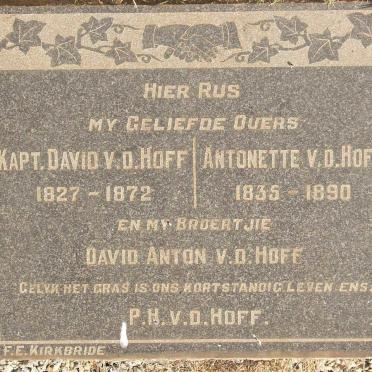 HIER RUS
MY GELIEFDE OUERS
KAPT. DAVID V.D. HOFF ANTONETTE V.D. HOFF
1827 - 1872 1835 - 1890
EN MY BROERTJIE
DAVID ANTON V.D. HOFF
GELYK HET GRAS IS ONS KORTSTONDIG LEVEN ENS.
P.H. V.D. HOFF.
F.E. KIRKBRIDE